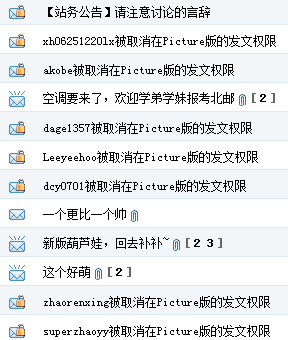 【站务公告】请注意讨论的言辞
xh06251220lx被取消在Picture版的发文权限
akobe被取消在Picture版的发文权限
空调要来了，欢迎学弟学妹报考北邮 [ 2 ]
dage1357被取消在Picture版的发文权限
Leeyeehoo被取消在Picture版的发文权限
dcy0701被取消在Picture版的发文权限
一个更比一个帅
新版葫芦娃，回去补补~ [ 2 3 ]
这个好萌 [ 2 ]
zhaorenxing被取消在Picture版的发文权限
superzhaoyy被取消在Picture版的发文权限